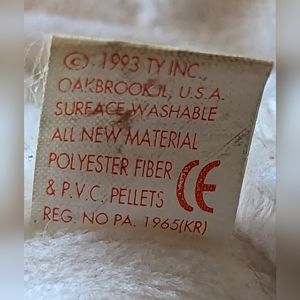 © 1993 TY INC.,
OAKBROOK IL, U.S.A.
SURFACE WASHABLE
ALL NEW MATERIAL
POLYESTER FIBER
& P.V.C. PELLETS CE
REG. NO PA. 1965(KR)